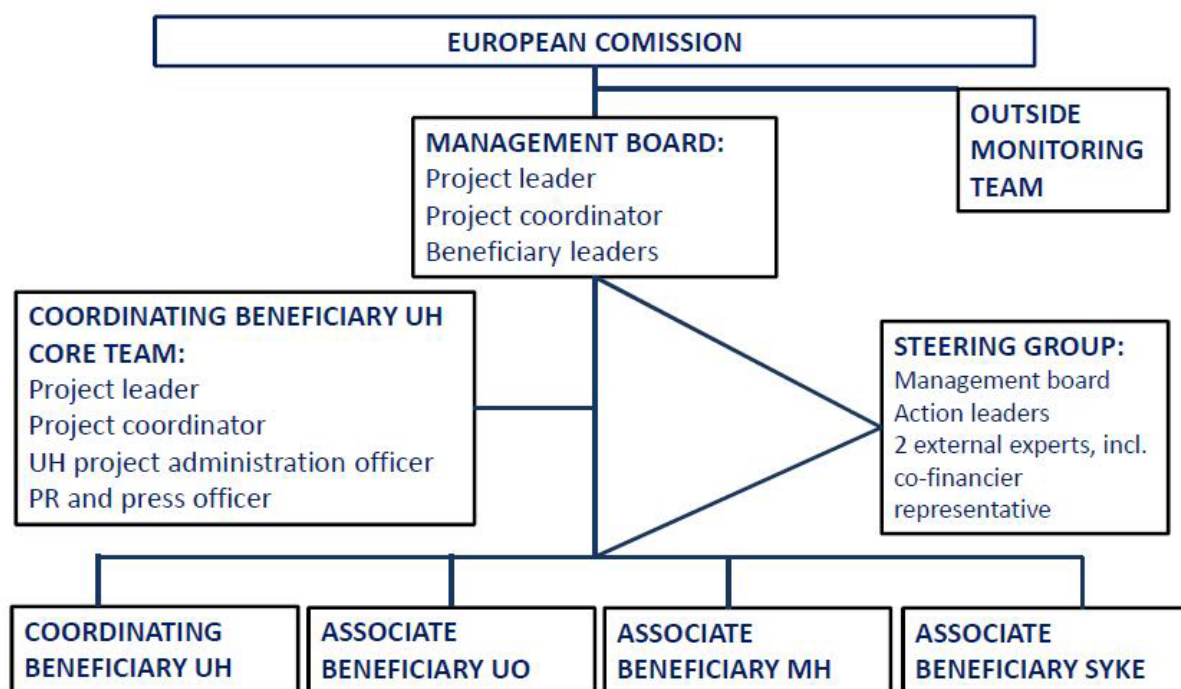 EUROPEAN COMISSION
OUTSIDE
MONITORING
TEAM
MANAGEMENT BOARD:
Project leader
Project coordinator
Beneficiary leaders
COORDINATING BENEFICIARY UH
CORE TEAM:
Project leader
Project coordinator
UH project administration officer
PR and press officer
STEERING GROUP:
Management board
Action leaders
2 external experts, incl.
co-financier
representative
COORDINATING
BENEFICIARY UH
ASSOCIATE
BENEFICIARY UO
ASSOCIATE
BENEFICIARY MH
ASSOCIATE
BENEFICIARY SYKE